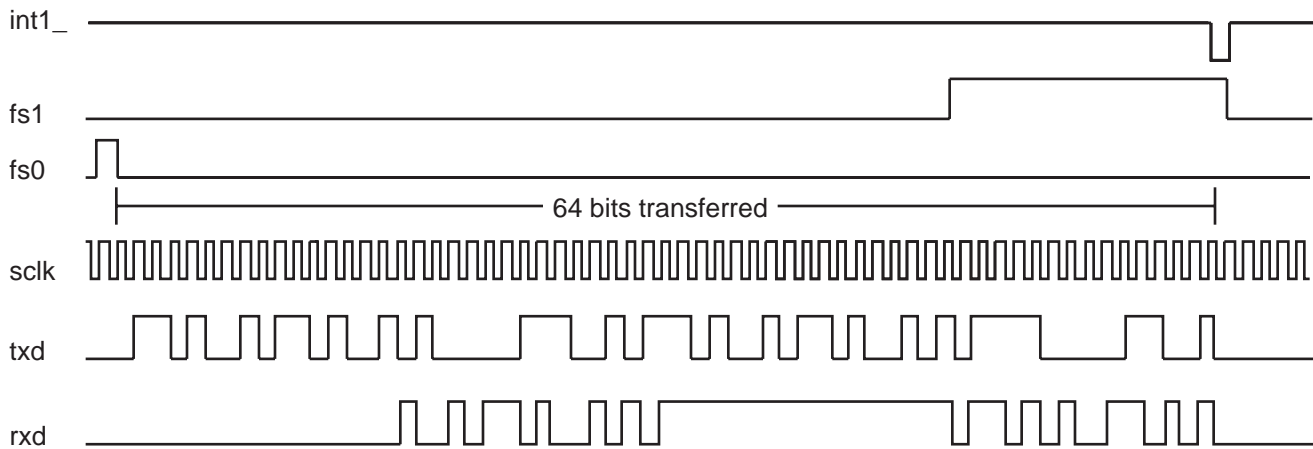 int1_
fs1
fs0
64 bits transferred
sclk
txd
rxd